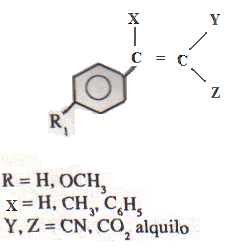 X
Y
C = C
Z
R₁
R = H, OCH₃
X = H, CH₃, C₆H₅
Y, Z = CN, CO₂ alquilo